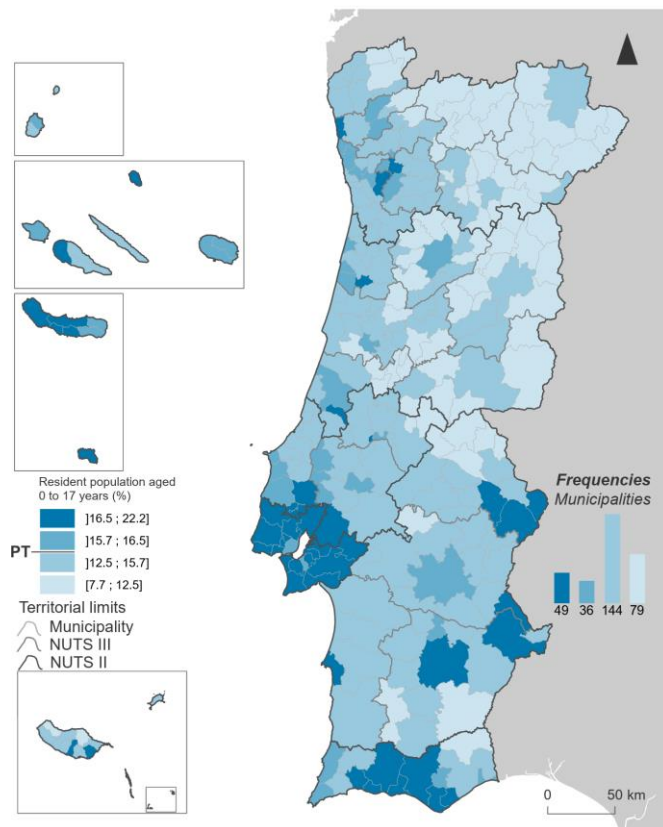 Resident population aged
0 to 17 years (%)
]16.5 ; 22.2]
]15.7 ; 16.5]
PT
]12.5 ; 15.7]
[7.7 ; 12.5]
Territorial limits
Municipality
NUTS III
NUTS II
Frequencies
Municipalities
49 36 144 79
0 50 km